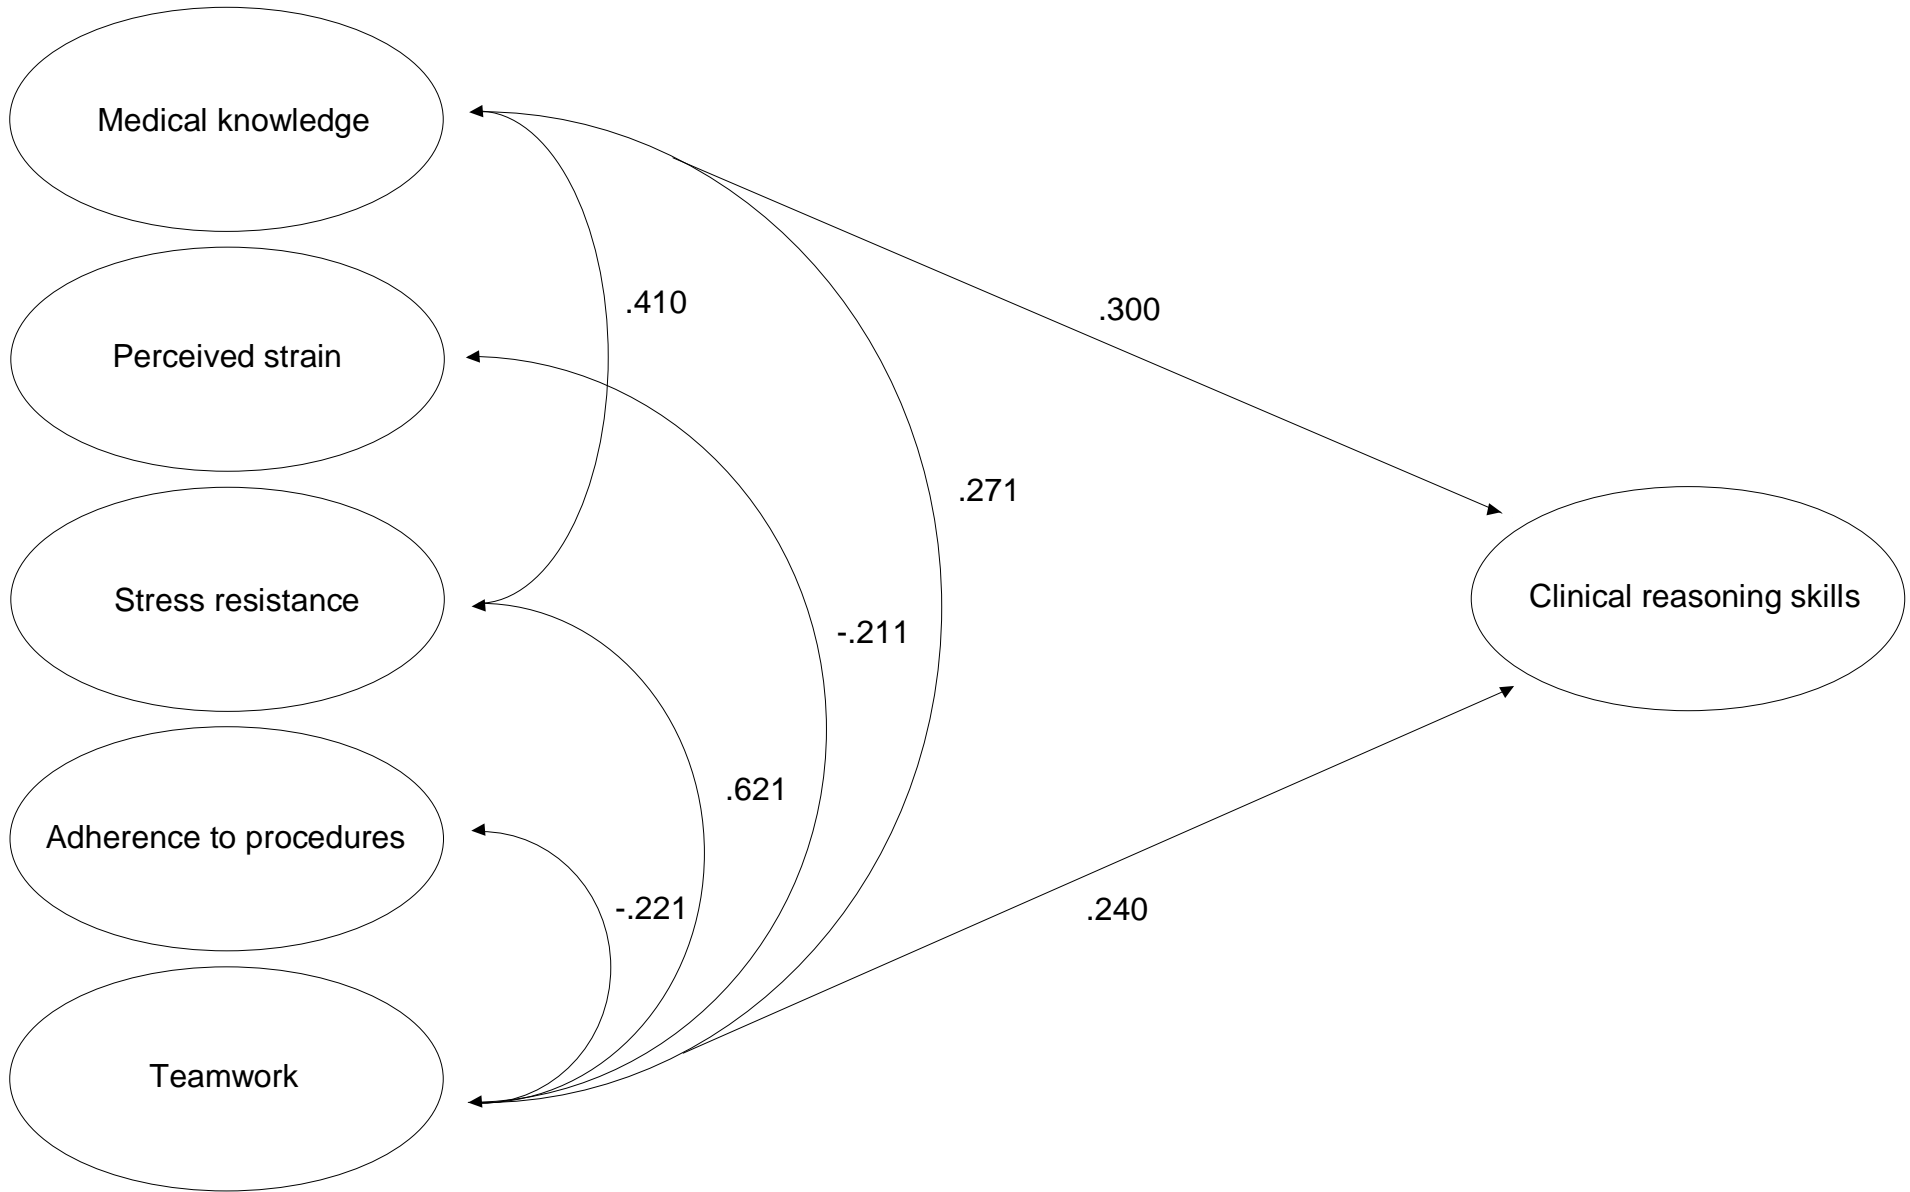 Medical knowledge
.410
.300
Perceived strain
.271
Stress resistance
Clinical reasoning skills
-.211
.621
Adherence to procedures
-.221
.240
Teamwork